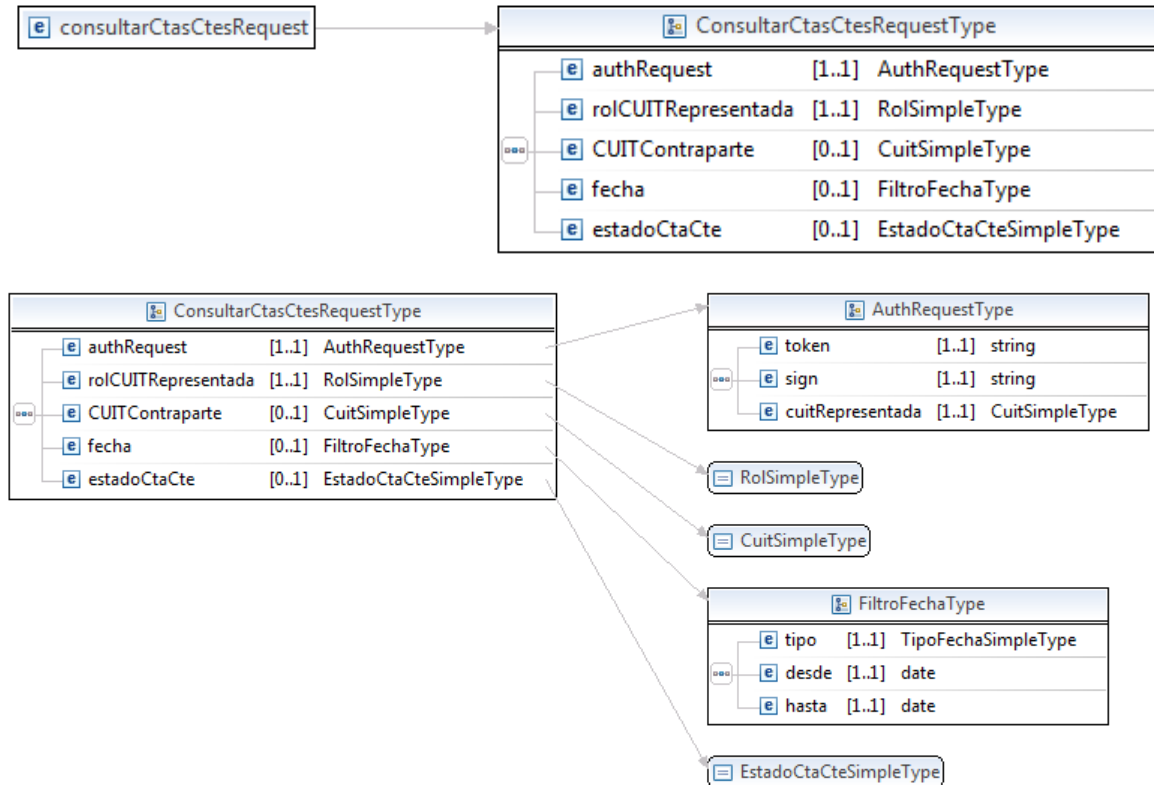 consultarCtasCtesRequest
ConsultarCtasCtesRequestType
authRequest [1..1] AuthRequestType
rolCUITRepresentada [1..1] RolSimpleType
CUITContraparte [0..1] CuitSimpleType
fecha [0..1] FiltroFechaType
estadoCtaCte [0..1] EstadoCtaCteSimpleType
ConsultarCtasCtesRequestType
authRequest [1..1] AuthRequestType
rolCUITRepresentada [1..1] RolSimpleType
CUITContraparte [0..1] CuitSimpleType
fecha [0..1] FiltroFechaType
estadoCtaCte [0..1] EstadoCtaCteSimpleType
AuthRequestType
token [1..1] string
sign [1..1] string
cuitRepresentada [1..1] CuitSimpleType
RolSimpleType
CuitSimpleType
FiltroFechaType
tipo [1..1] TipoFechaSimpleType
desde [1..1] date
hasta [1..1] date
EstadoCtaCteSimpleType